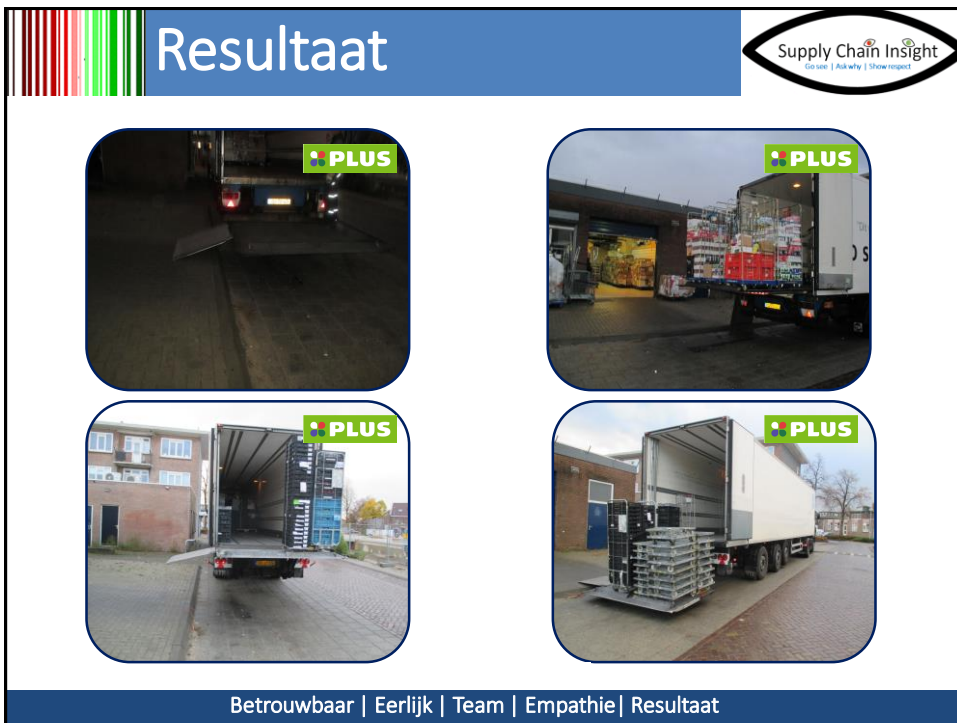 Resultaat
Supply Chain Insight
Go see | Ask why | Show respect
PLUS
PLUS
PLUS
PLUS
Betrouwbaar | Eerlijk | Team | Empathie| Resultaat